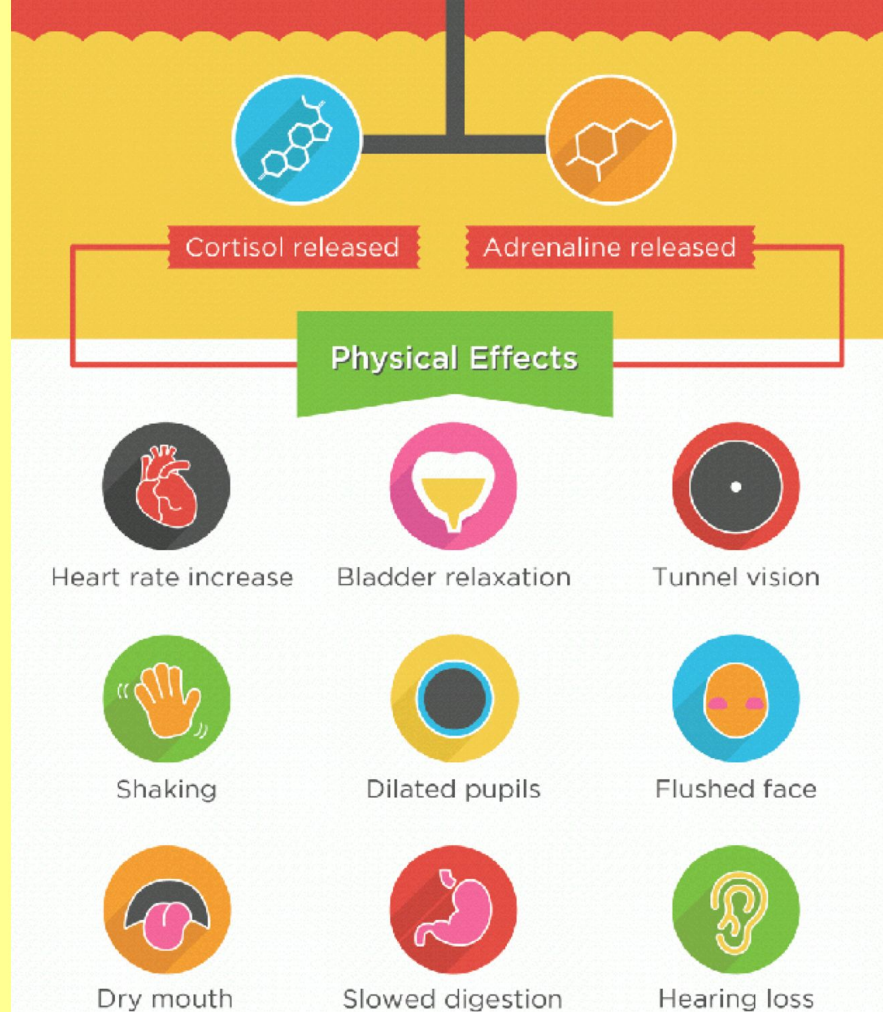 Cortisol released
Adrenaline released
Physical Effects
Heart rate increase
Bladder relaxation
Tunnel vision
Shaking
Dilated pupils
Flushed face
Dry mouth
Slowed digestion
Hearing loss